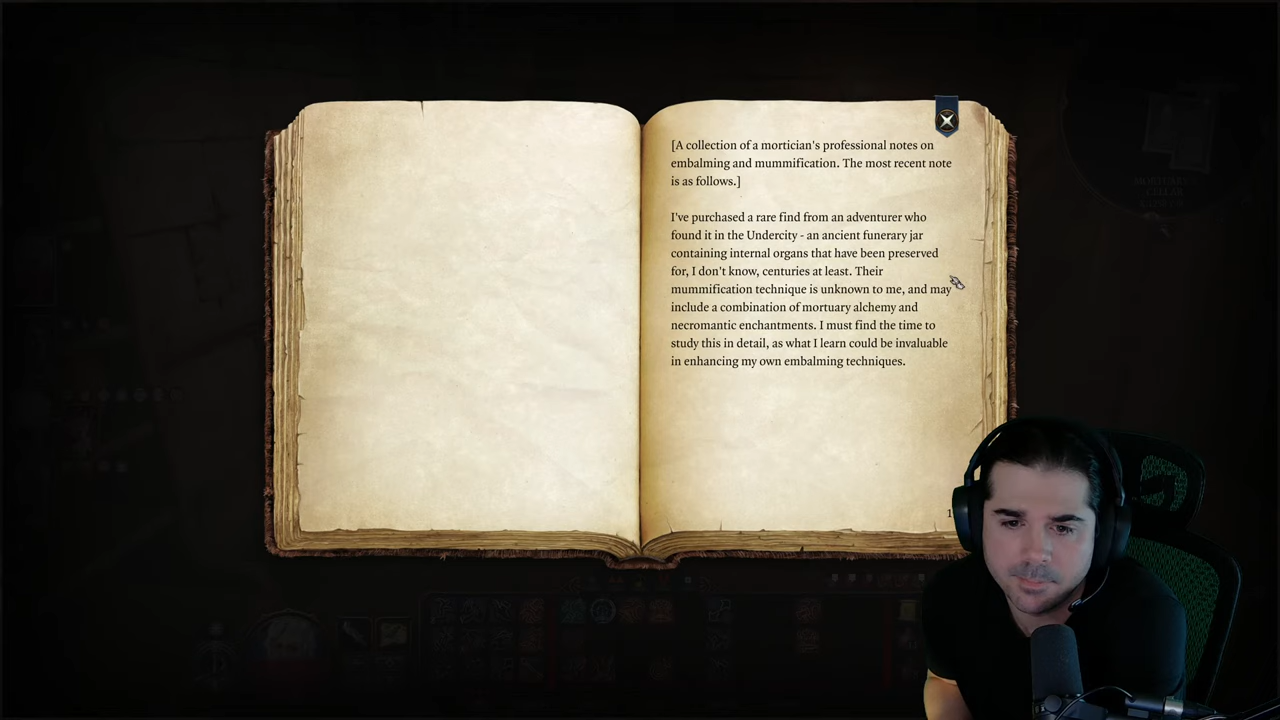 [A collection of a mortician's professional notes on
embalming and mummification. The most recent note
is as follows.]
I've purchased a rare find from an adventurer who
found it in the Undercity - an ancient funerary jar
containing internal organs that have been preserved
for, I don't know, centuries at least. Their
mummification technique is unknown to me, and may
include a combination of mortuary alchemy and
necromantic enchantments. I must find the time to
study this in detail, as what I learn could be invaluable
in enhancing my own embalming techniques.
1